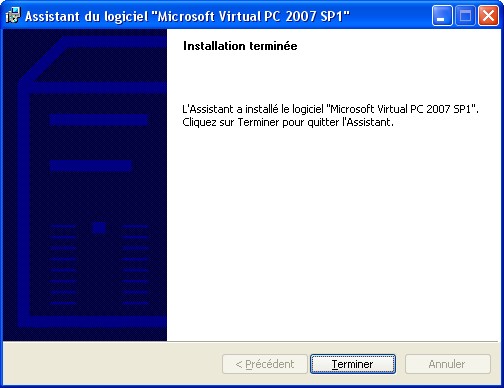 Assistant du logiciel "Microsoft Virtual PC 2007 SP1"
Installation terminée
L'Assistant a installé le logiciel "Microsoft Virtual PC 2007 SP1".
Cliquez sur Terminer pour quitter l'Assistant.
< Précédent Terminer Annuler